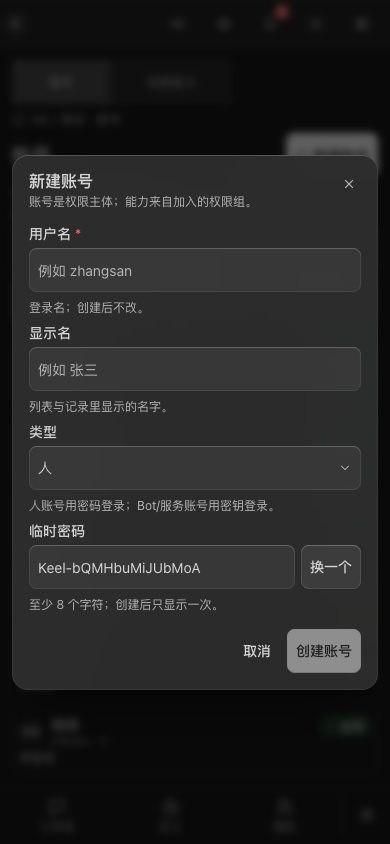 新建账号
账号是权限主体；能力来自加入的权限组。
用户名 *
例如 zhangsan
登录名；创建后不改。
显示名
例如 张三
列表与记录里显示的名字。
类型
人
人账号用密码登录；Bot/服务账号用密钥登录。
临时密码
Keel-bQMHbuMiJUbMoA
换一个
至少 8 个字符；创建后只显示一次。
取消
创建账号